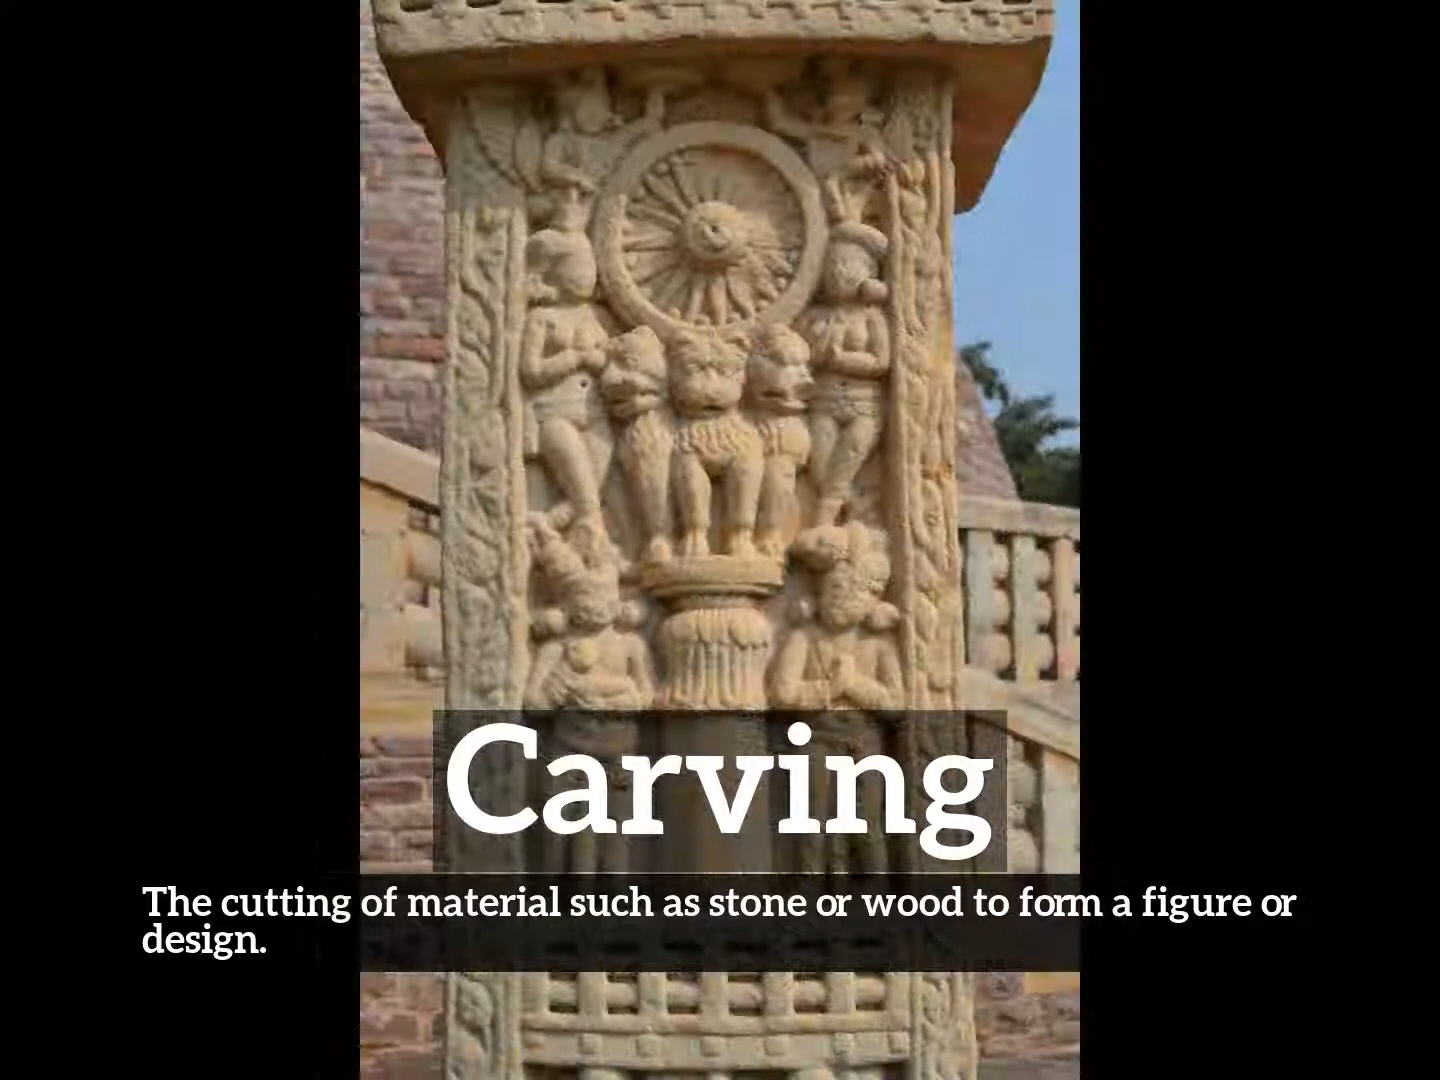 Carving
The cutting of material such as stone or wood to form a figure or
design.